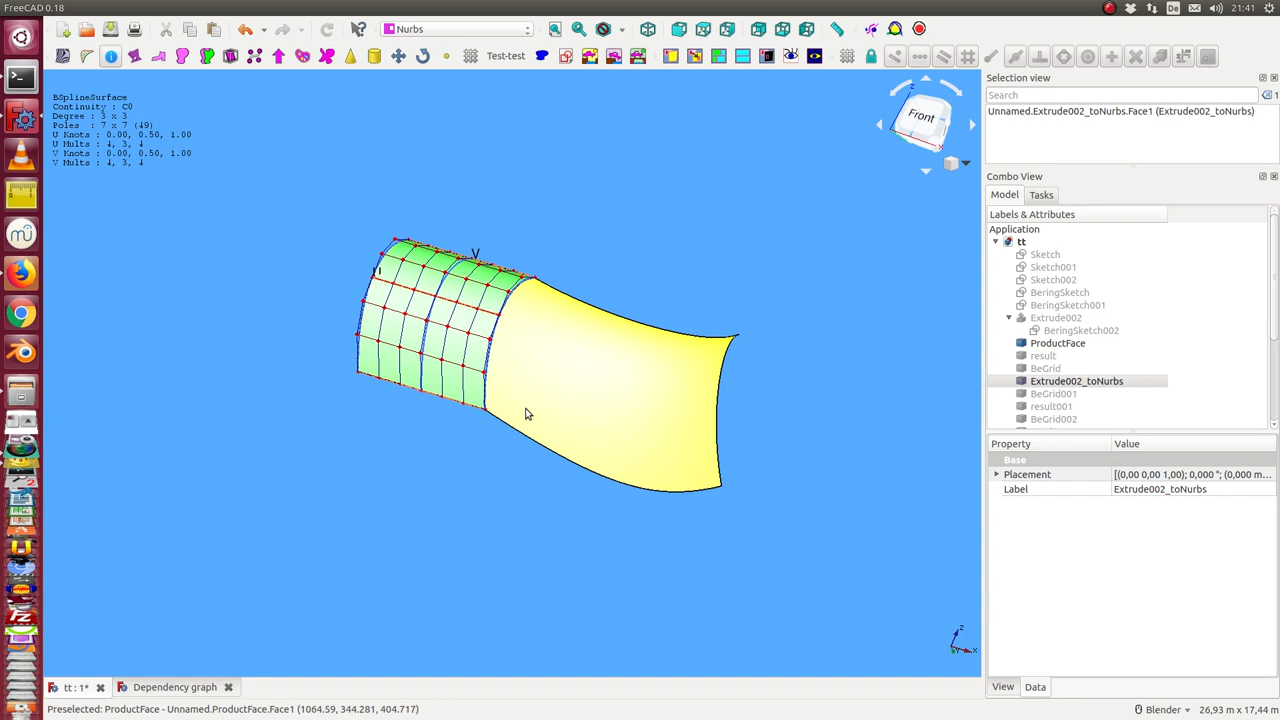 FreeCAD 0.18
De
21:41
Nurbs
Test-test
BSplineSurface
Continuity : C0
Degree : 3 x 3
Poles : 7 x 7 (49)
U Knots : 0.00, 0.50, 1.00
U Mults : 4, 3, 4
V Knots : 0.00, 0.50, 1.00
V Mults : 4, 3, 4
V
U
Front
z
x
Selection view
Search
1
Unnamed.Extrude002_toNurbs.Face1 (Extrude002_toNurbs)
Combo View
Model
Tasks
Labels & Attributes
Application
tt
Sketch
Sketch001
Sketch002
BeringSketch
BeringSketch001
Extrude002
BeringSketch002
ProductFace
result
BeGrid
Extrude002_toNurbs
BeGrid001
result001
BeGrid002
Property
Value
Base
Placement
[(0,00 0,00 1,00); 0,000 °; (0,000 m...
Label
Extrude002_toNurbs
View
Data
tt : 1*
Dependency graph
Preselected: ProductFace - Unnamed.ProductFace.Face1 (1064.59, 344.281, 404.717)
Blender
26,93 m x 17,44 m